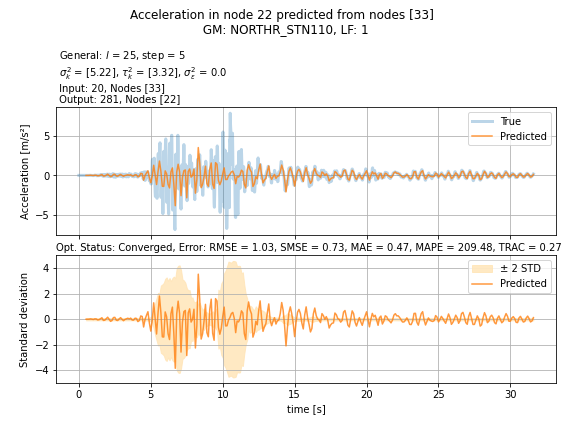 Acceleration in node 22 predicted from nodes [33]
GM: NORTHR_STN110, LF: 1
General: l = 25, step = 5
σ²ₖ = [5.22], τ²ₖ = [3.32], σ²ε = 0.0
Input: 20, Nodes [33]
Output: 281, Nodes [22]
True
Predicted
5
0
−5
Acceleration [m/s²]
Opt. Status: Converged, Error: RMSE = 1.03, SMSE = 0.73, MAE = 0.47, MAPE = 209.48, TRAC = 0.27
± 2 STD
Predicted
4
2
0
−2
−4
Standard deviation
0 5 10 15 20 25 30
time [s]